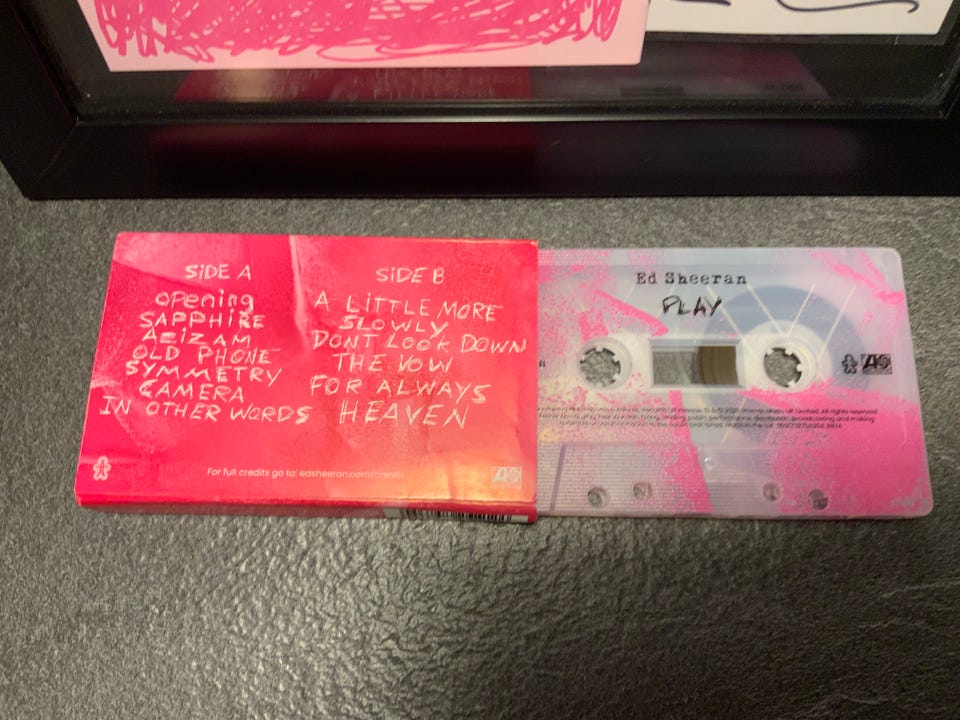 SIDE A
Opening
SAPPHIRE
AZIZAM
OLD PHONE
SYMMETRY
CAMERA
IN OTHER WORDS
SIDE B
A LITTLE MORE
SLOWLY
DONT LOOK DOWN
THE VOW
FOR ALWAYS
HEAVEN
For full credits go to: edsheeran.com/credits
Ed Sheeran
PLAY